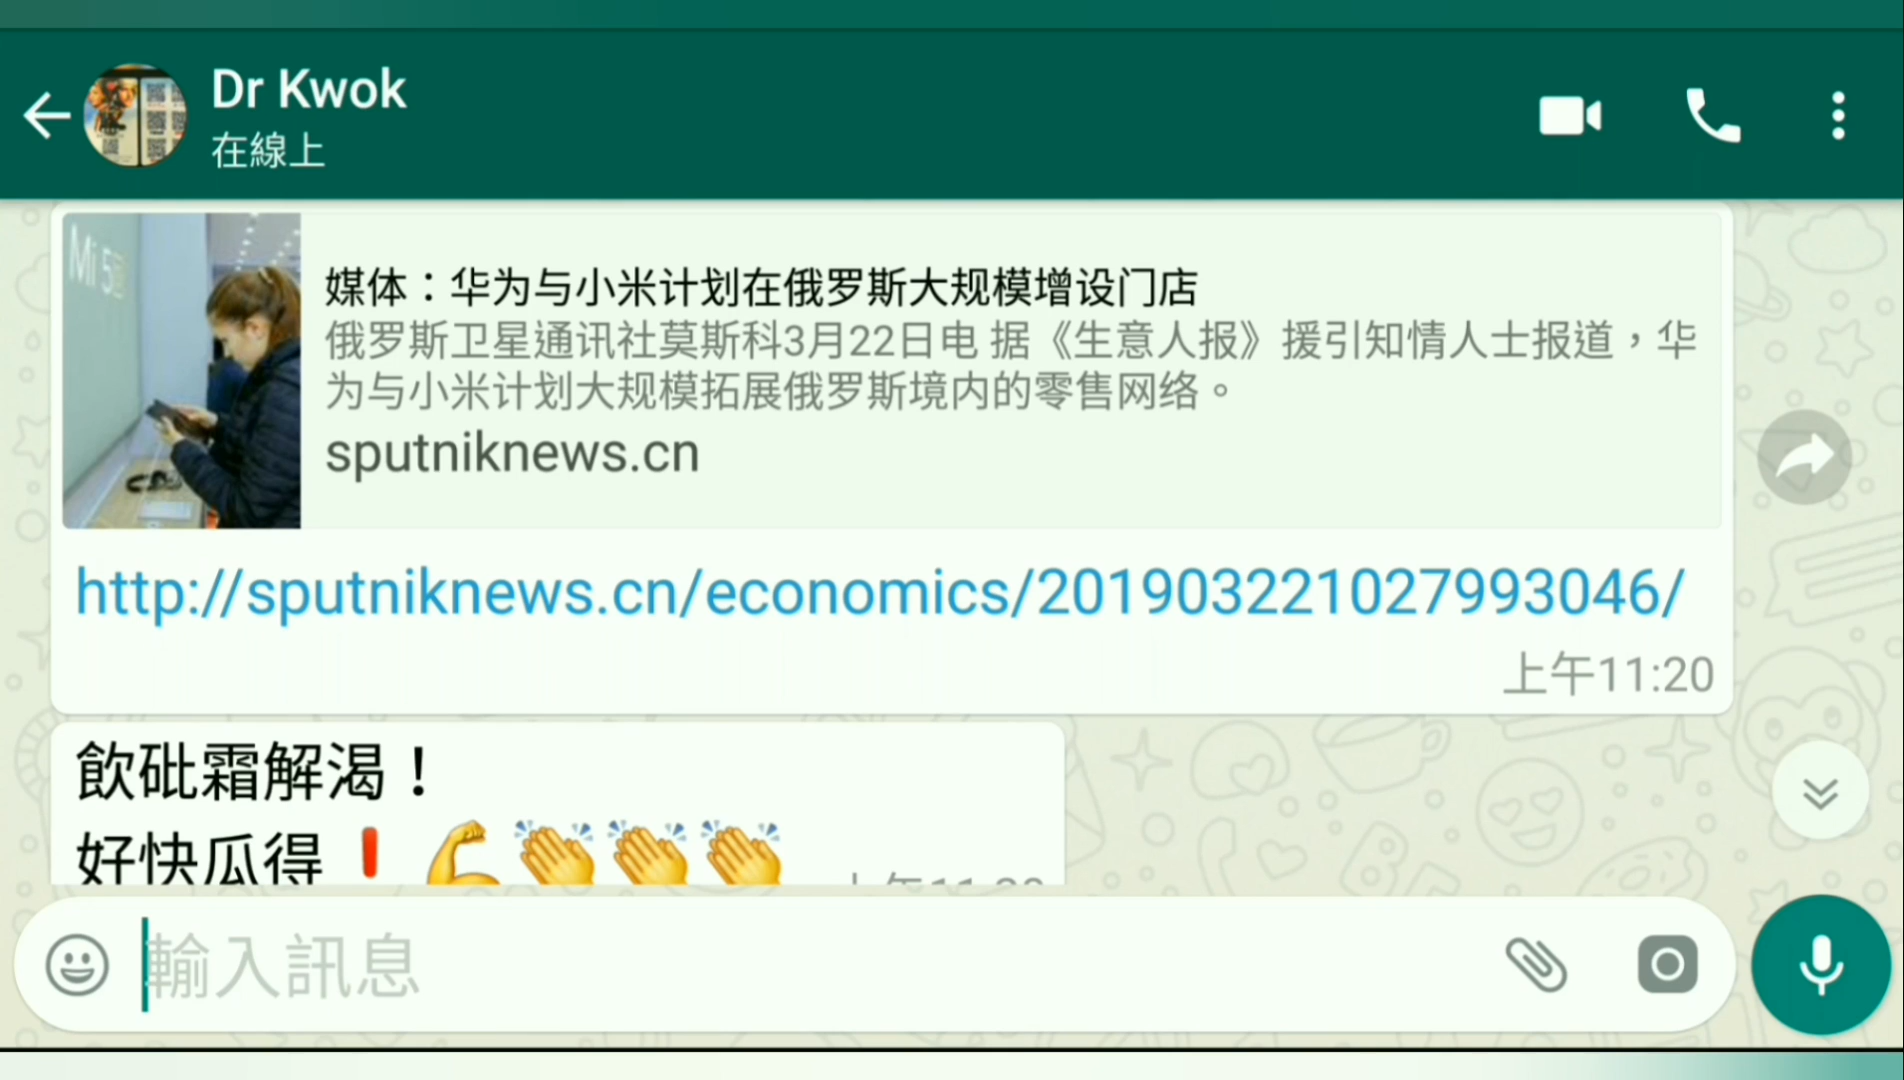 Dr Kwok
在線上
Mi 5
媒体：华为与小米计划在俄罗斯大规模增设门店
俄罗斯卫星通讯社莫斯科3月22日电 据《生意人报》援引知情人士报道，华
为与小米计划大规模拓展俄罗斯境内的零售网络。
sputniknews.cn
http://sputniknews.cn/economics/201903221027993046/
上午11:20
飲砒霜解渴！
好快瓜得❗💪👏👏👏
輸入訊息